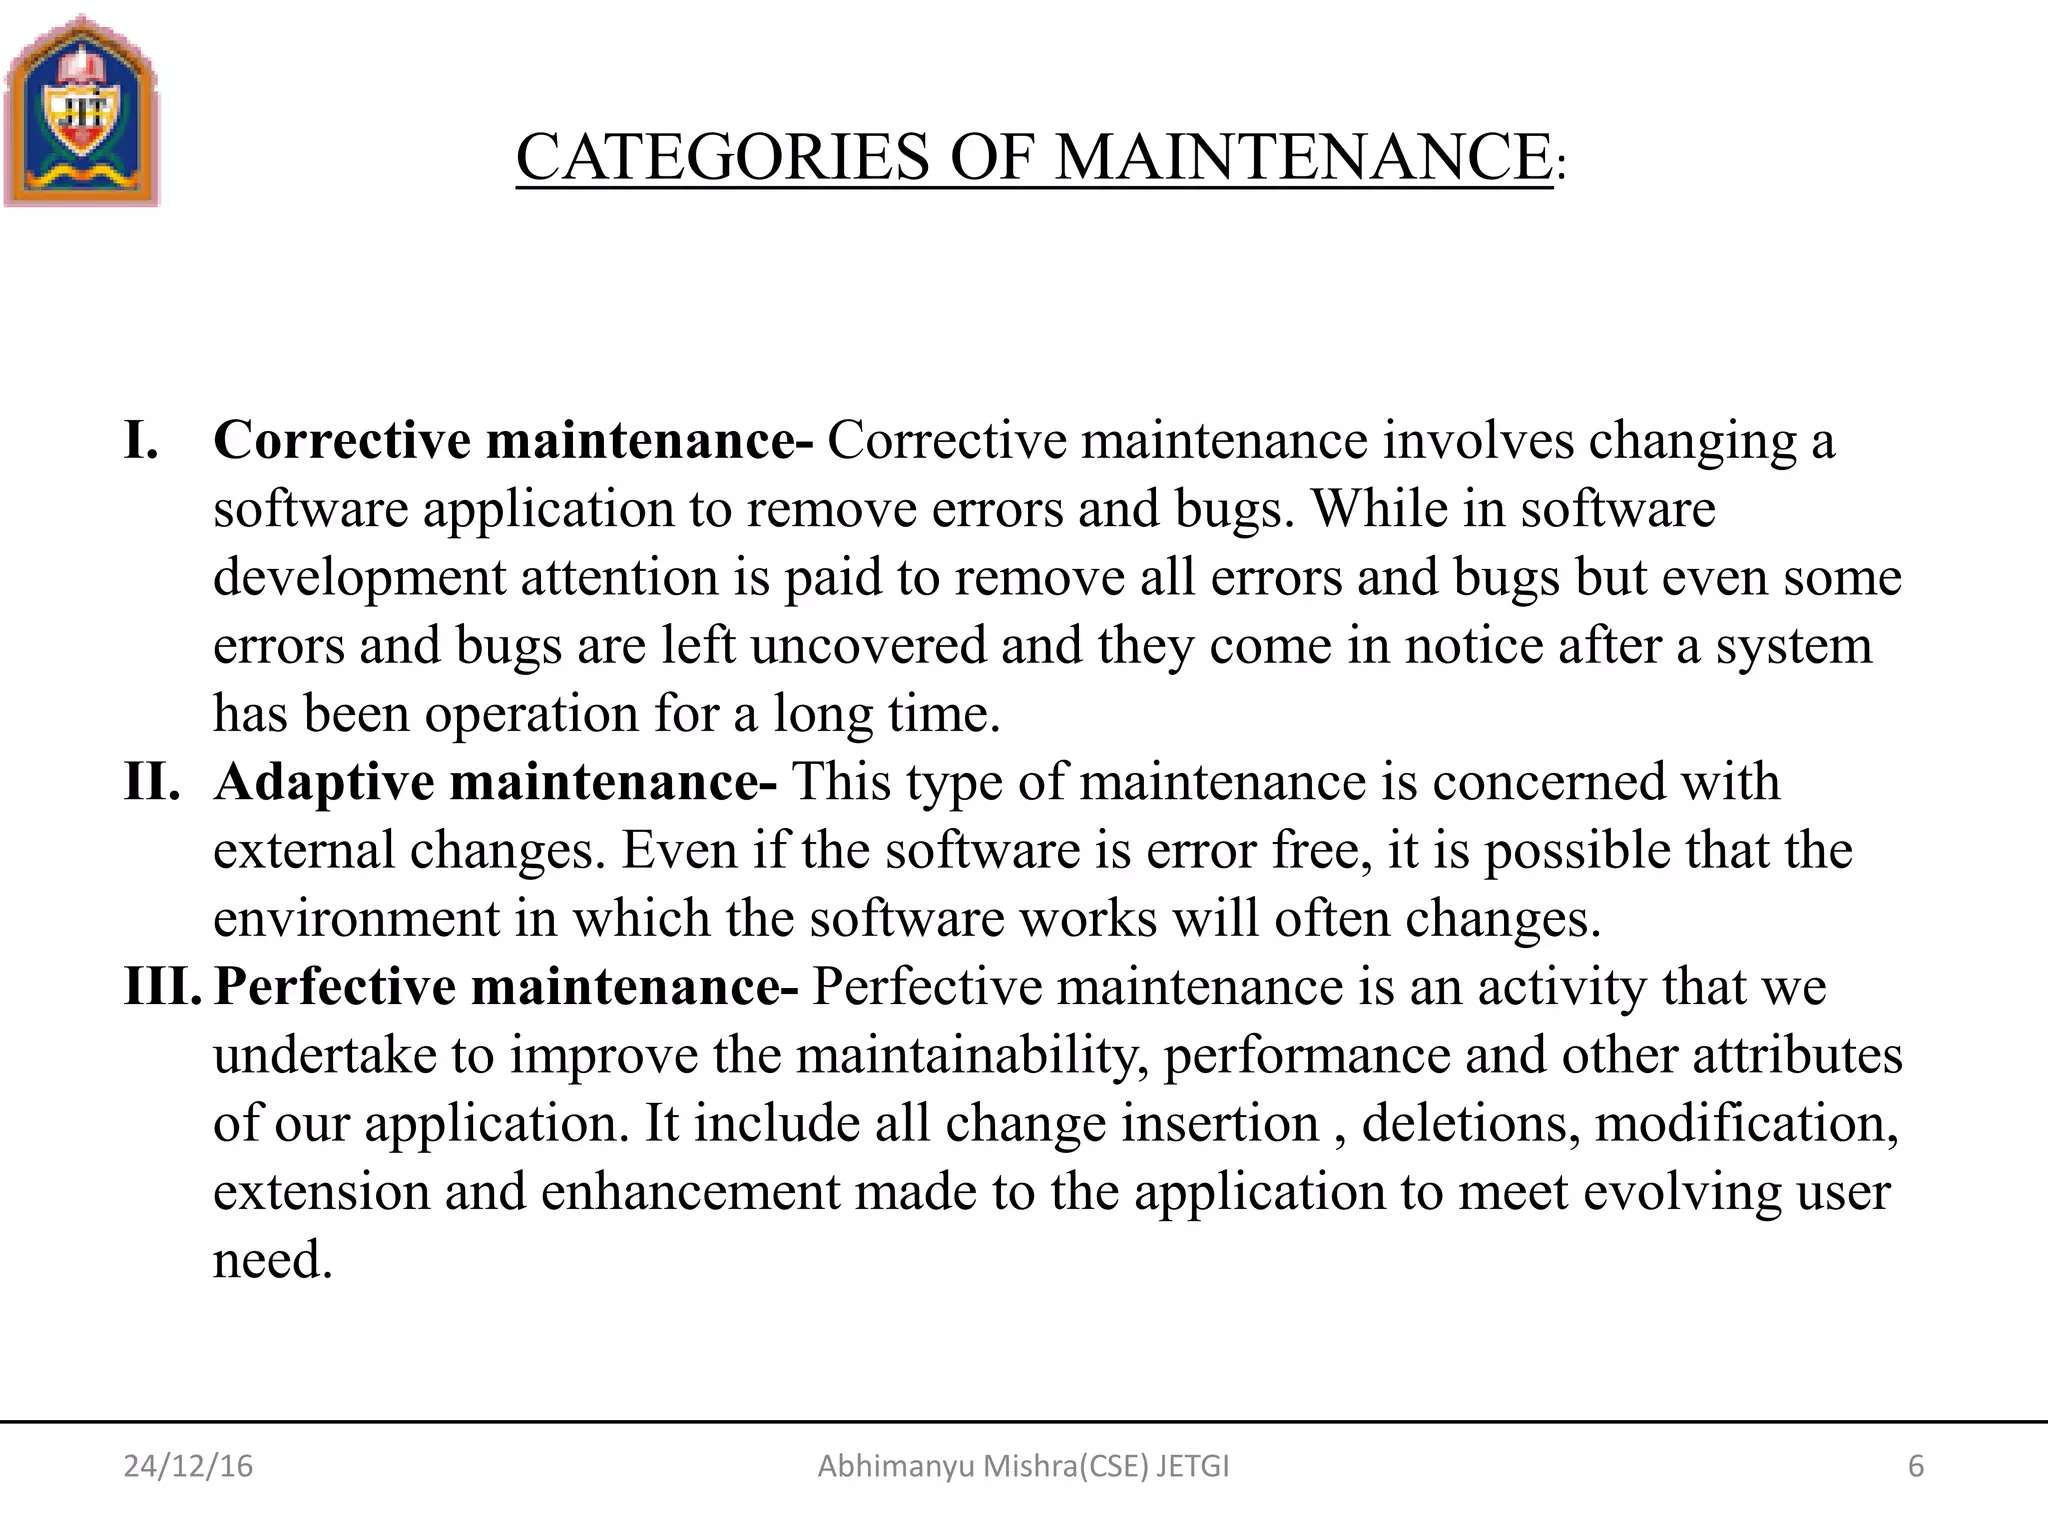 JIT
CATEGORIES OF MAINTENANCE:
I. Corrective maintenance- Corrective maintenance involves changing a
software application to remove errors and bugs. While in software
development attention is paid to remove all errors and bugs but even some
errors and bugs are left uncovered and they come in notice after a system
has been operation for a long time.
II. Adaptive maintenance- This type of maintenance is concerned with
external changes. Even if the software is error free, it is possible that the
environment in which the software works will often changes.
III. Perfective maintenance- Perfective maintenance is an activity that we
undertake to improve the maintainability, performance and other attributes
of our application. It include all change insertion , deletions, modification,
extension and enhancement made to the application to meet evolving user
need.
24/12/16 Abhimanyu Mishra(CSE) JETGI 6